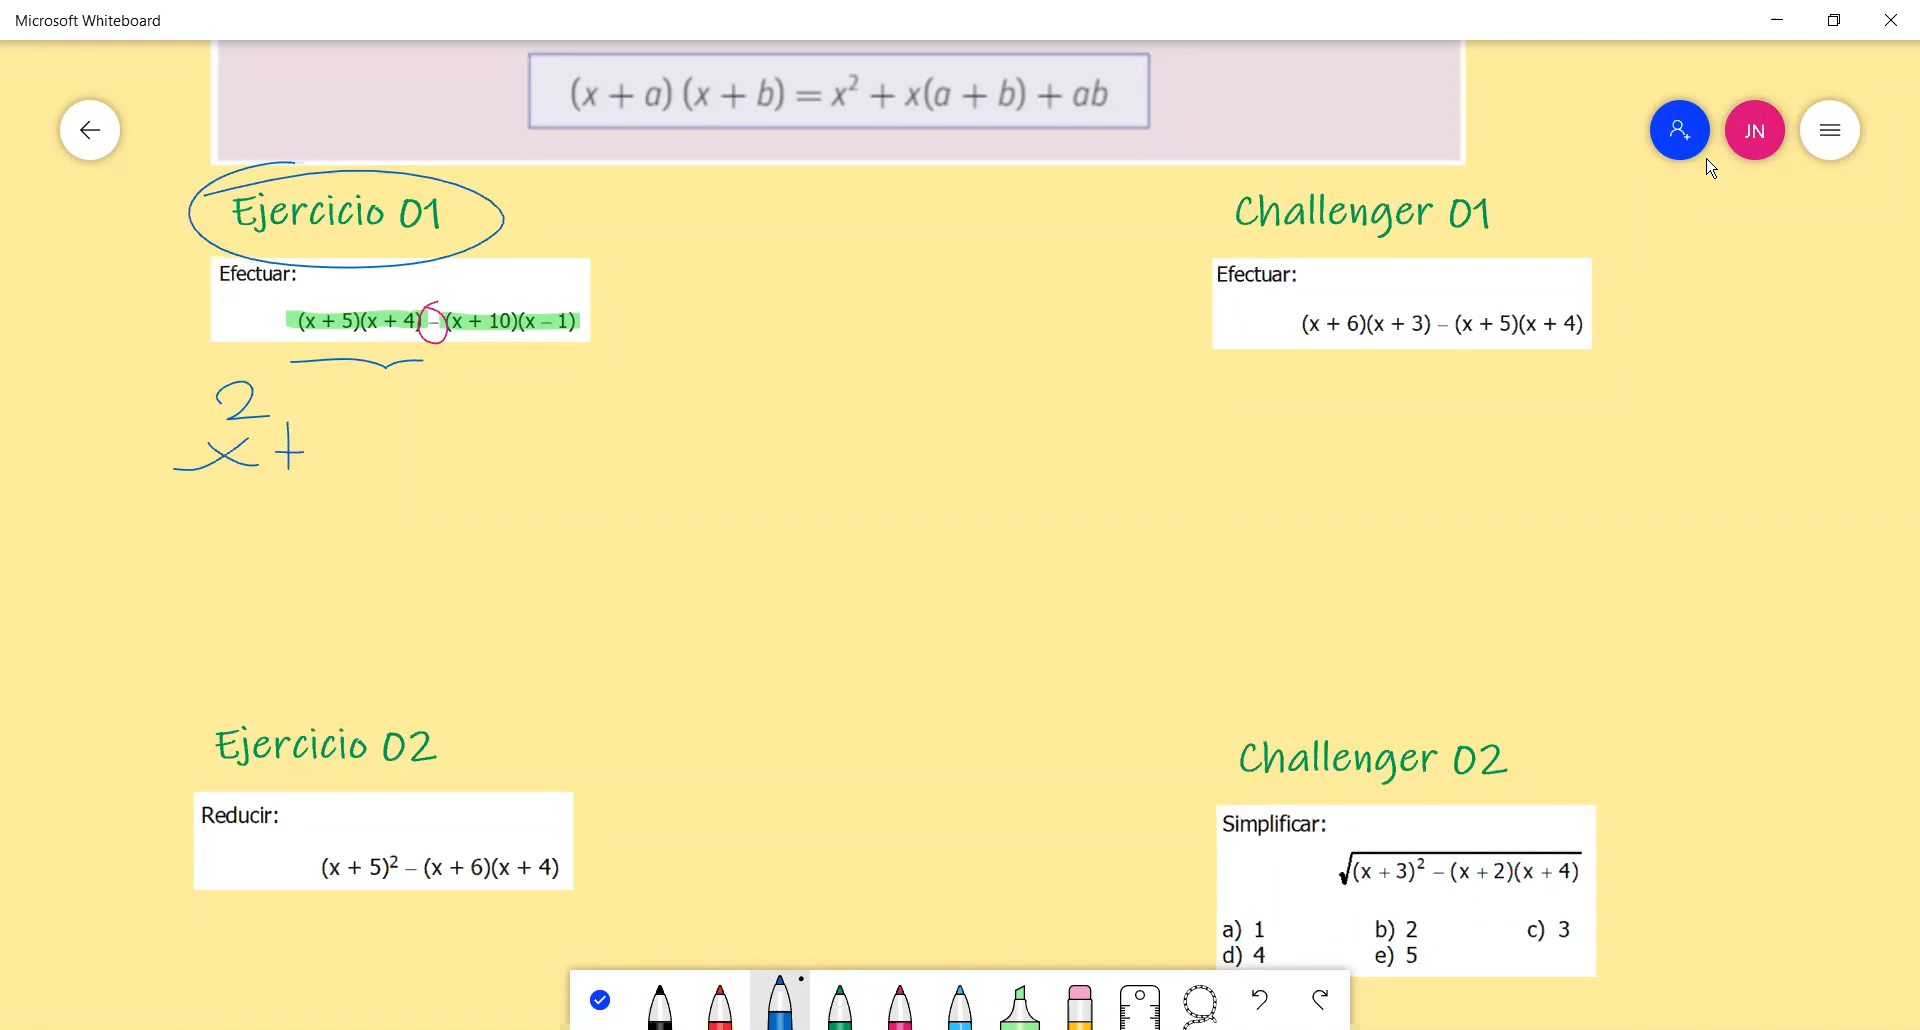 Microsoft Whiteboard
(x + a) (x + b) = x² + x(a + b) + ab
JN
Ejercicio 01
Efectuar:
(x + 5)(x + 4) – (x + 10)(x – 1)
x² +
Challenger 01
Efectuar:
(x + 6)(x + 3) – (x + 5)(x + 4)
Ejercicio 02
Reducir:
(x + 5)² – (x + 6)(x + 4)
Challenger 02
Simplificar:
√(x + 3)² – (x + 2)(x + 4)
a) 1 b) 2 c) 3
d) 4 e) 5